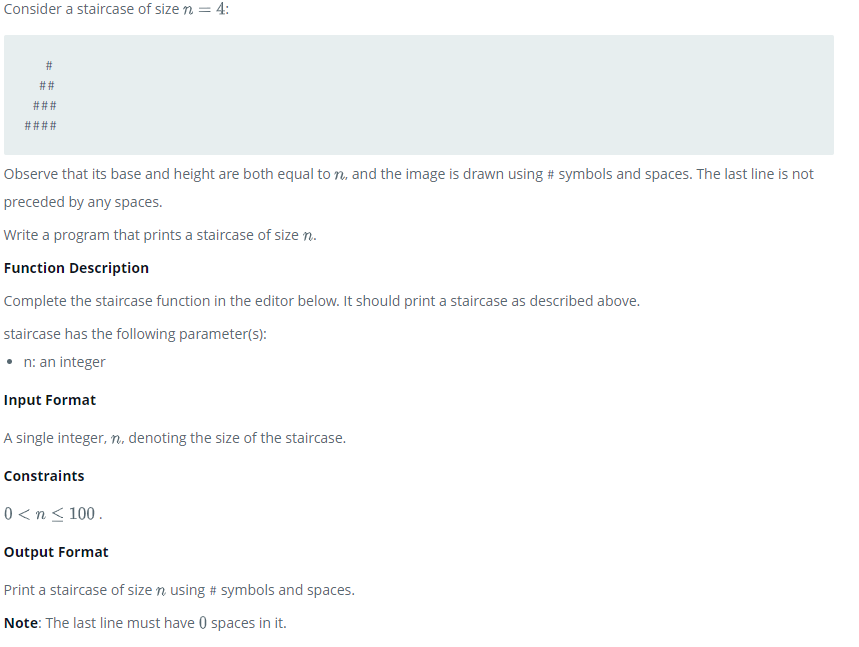 Consider a staircase of size n = 4:
   #
  ##
 ###
####
Observe that its base and height are both equal to n, and the image is drawn using # symbols and spaces. The last line is not
preceded by any spaces.
Write a program that prints a staircase of size n.
Function Description
Complete the staircase function in the editor below. It should print a staircase as described above.
staircase has the following parameter(s):
• n: an integer
Input Format
A single integer, n, denoting the size of the staircase.
Constraints
0 < n ≤ 100 .
Output Format
Print a staircase of size n using # symbols and spaces.
Note: The last line must have 0 spaces in it.